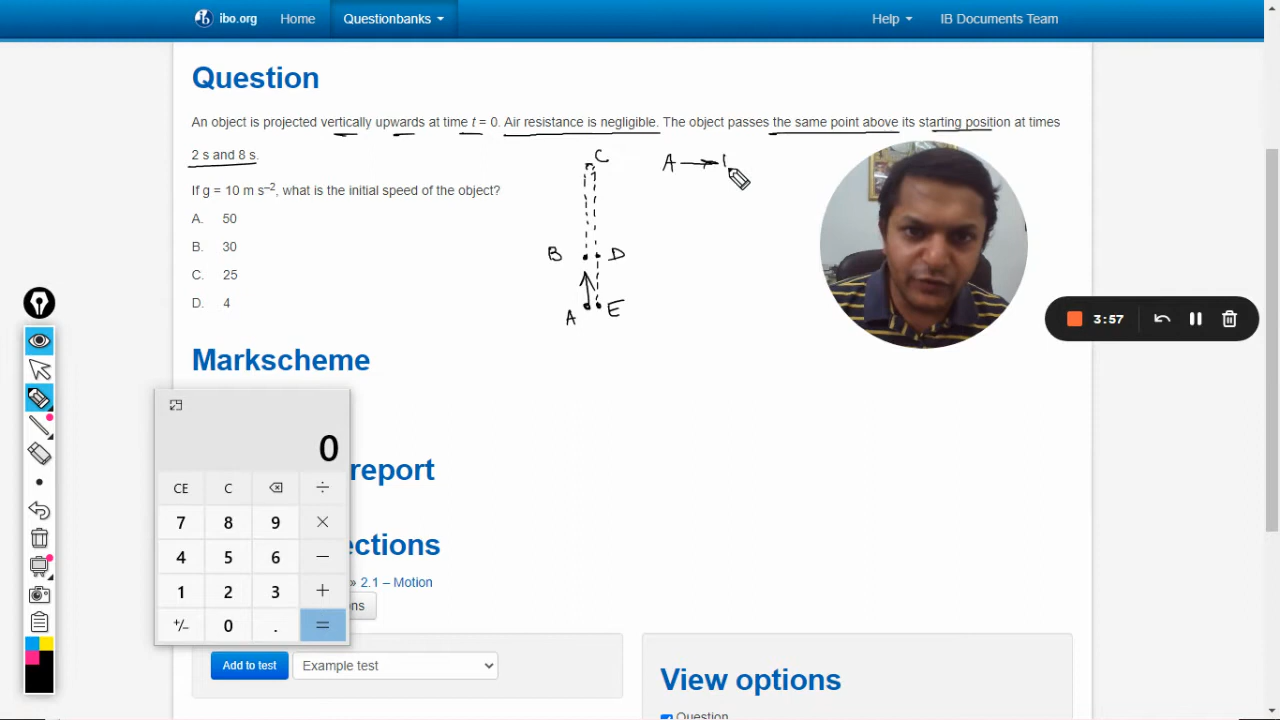 ibo.org Home Questionbanks Help IB Documents Team
Question
An object is projected vertically upwards at time t = 0. Air resistance is negligible. The object passes the same point above its starting position at times
2 s and 8 s.
If g = 10 m s–2, what is the initial speed of the object?
A. 50
B. 30
C. 25
D. 4
C
B D
A E
A →
3:57
Markscheme
0
report
CE C ÷
7 8 9 ×
4 5 6 −
1 2 3 +
+/− 0 . =
ections
» 2.1 – Motion
ns
Add to test Example test
View options
Question